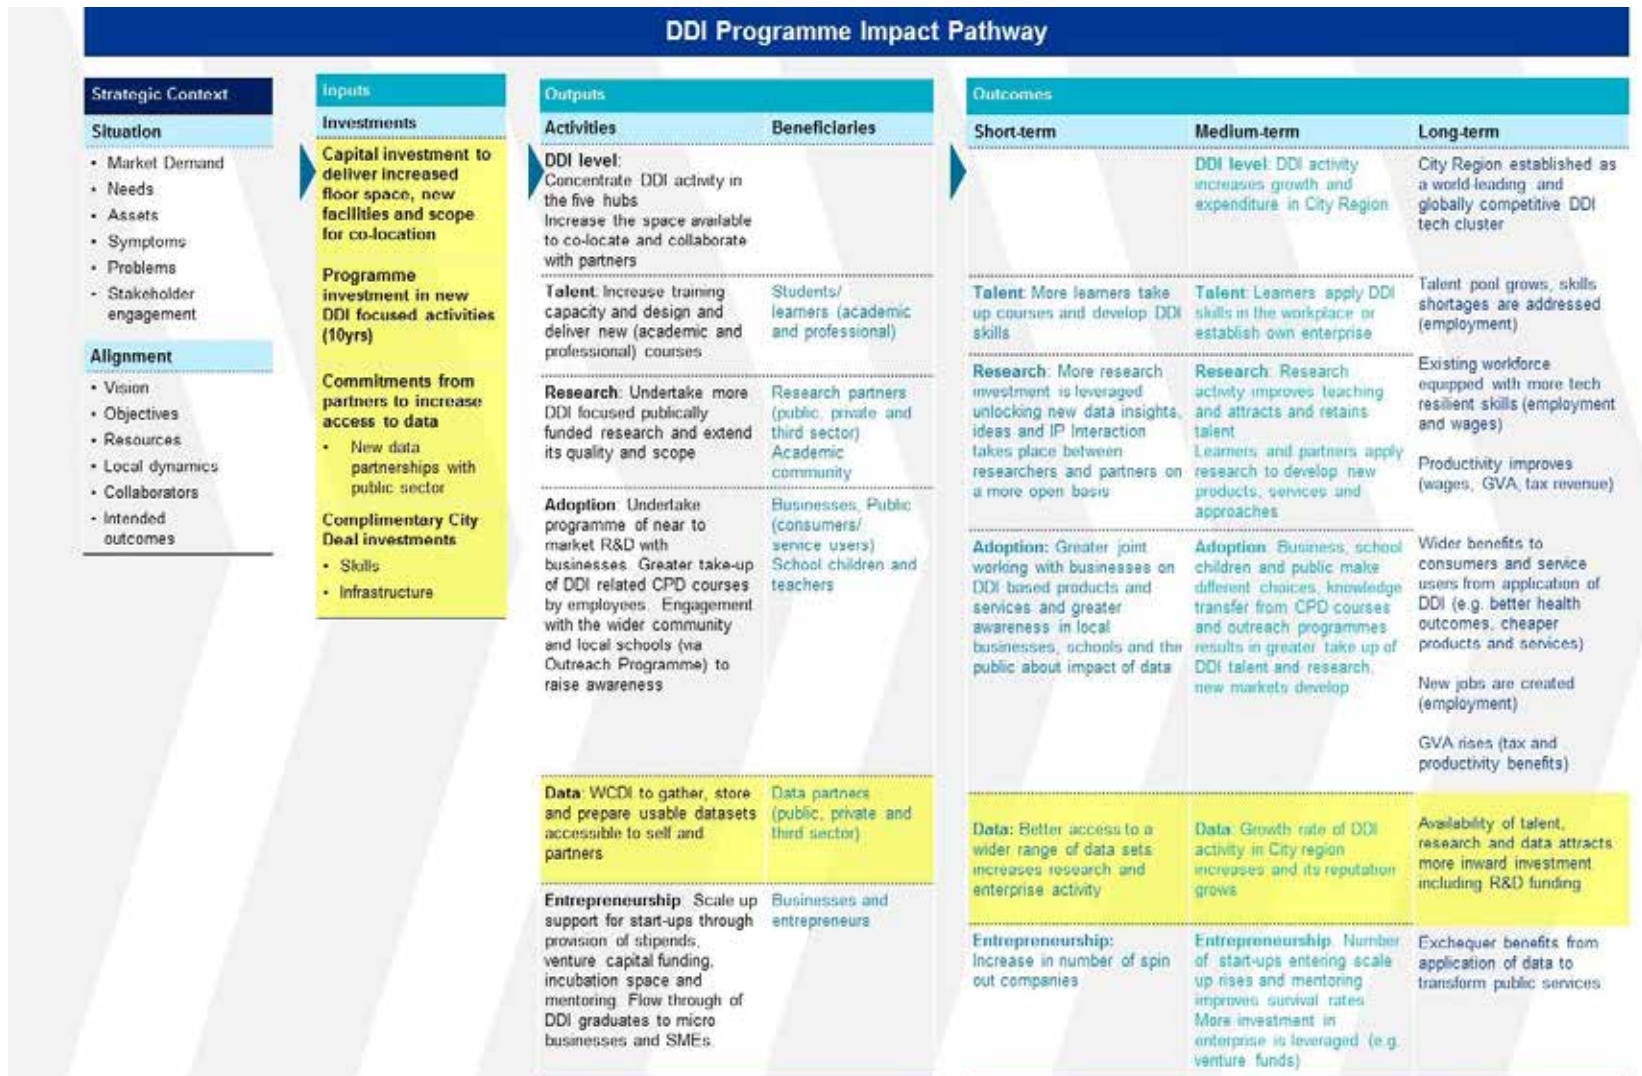 DDI Programme Impact Pathway
Strategic Context
Situation
• Market Demand
• Needs
• Assets
• Symptoms
• Problems
• Stakeholder
engagement
Alignment
• Vision
• Objectives
• Resources
• Local dynamics
• Collaborators
• Intended
outcomes
Inputs
Investments
Capital investment to
deliver increased
floor space, new
facilities and scope
for co-location
Programme
investment in new
DDI focused activities
(10yrs)
Commitments from
partners to increase
access to data
• New data
partnerships with
public sector
Complimentary City
Deal investments
• Skills
• Infrastructure
Outputs
Activities
DDI level:
Concentrate DDI activity in
the five hubs
Increase the space available
to co-locate and collaborate
with partners
Talent: Increase training
capacity and design and
deliver new (academic and
professional) courses
Research: Undertake more
DDI focused publically
funded research and extend
its quality and scope
Adoption: Undertake
programme of near to
market R&D with
businesses. Greater take-up
of DDI related CPD courses
by employees. Engagement
with the wider community
and local schools (via
Outreach Programme) to
raise awareness
Data: WCDI to gather, store
and prepare usable datasets
accessible to self and
partners
Entrepreneurship: Scale up
support for start-ups through
provision of stipends,
venture capital funding,
incubation space and
mentoring. Flow through of
DDI graduates to micro
businesses and SMEs.
Beneficiaries
Students/
learners (academic
and professional)
Research partners
(public, private and
third sector)
Academic
community
Businesses, Public
(consumers/
service users)
School children and
teachers
Data partners
(public, private and
third sector)
Businesses and
entrepreneurs
Outcomes
Short-term
Talent: More learners take
up courses and develop DDI
skills
Research: More research
investment is leveraged
unlocking new data insights,
ideas and IP Interaction
takes place between
researchers and partners on
a more open basis
Adoption: Greater joint
working with businesses on
DDI based products and
services and greater
awareness in local
businesses, schools and the
public about impact of data
Data: Better access to a
wider range of data sets
increases research and
enterprise activity
Entrepreneurship:
Increase in number of spin
out companies
Medium-term
DDI level: DDI activity
increases growth and
expenditure in City Region
Talent: Learners apply DDI
skills in the workplace or
establish own enterprise
Research: Research
activity improves teaching
and attracts and retains
talent
Learners and partners apply
research to develop new
products, services and
approaches
Adoption: Business, school
children and public make
different choices, knowledge
transfer from CPD courses
and outreach programmes
results in greater take up of
DDI talent and research,
new markets develop
Data: Growth rate of DDI
activity in City region
increases and its reputation
grows
Entrepreneurship: Number
of start-ups entering scale
up rises and mentoring
improves survival rates
More investment in
enterprise is leveraged (e.g.
venture funds)
Long-term
City Region established as
a world-leading and
globally competitive DDI
tech cluster
Talent pool grows, skills
shortages are addressed
(employment)
Existing workforce
equipped with more tech
resilient skills (employment
and wages)
Productivity improves
(wages, GVA, tax revenue)
Wider benefits to
consumers and service
users from application of
DDI (e.g. better health
outcomes, cheaper
products and services)
New jobs are created
(employment)
GVA rises (tax and
productivity benefits)
Availability of talent,
research and data attracts
more inward investment
including R&D funding
Exchequer benefits from
application of data to
transform public services